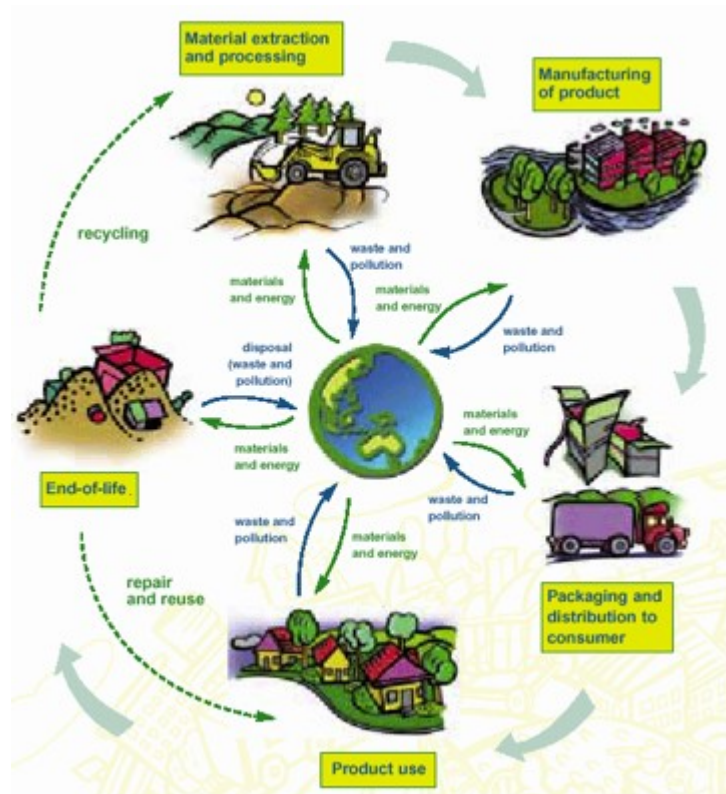 Material extraction
and processing
Manufacturing
of product
recycling
waste and
pollution
materials
and energy
materials
and energy
waste and
pollution
disposal
(waste and
pollution)
materials
and energy
materials
and energy
waste and
pollution
End-of-life.
waste and
pollution
materials
and energy
repair
and reuse
Packaging and
distribution to
consumer
Product use